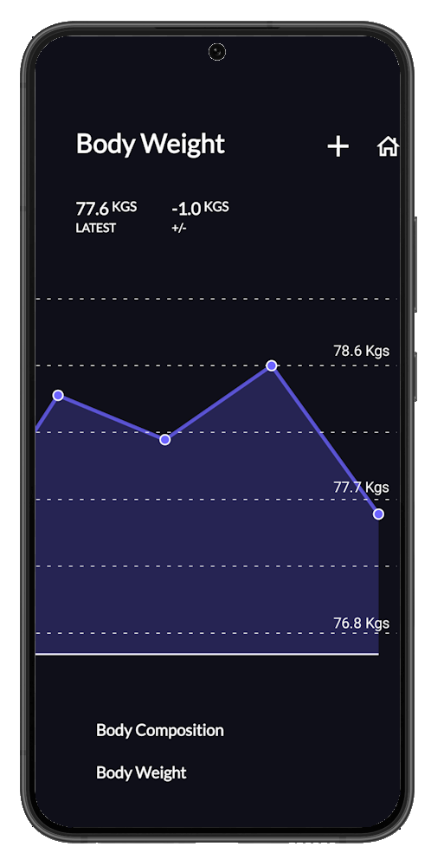 Body Weight
77.6 KGS -1.0 KGS
LATEST +/-
78.6 Kgs
77.7 Kgs
76.8 Kgs
Body Composition
Body Weight